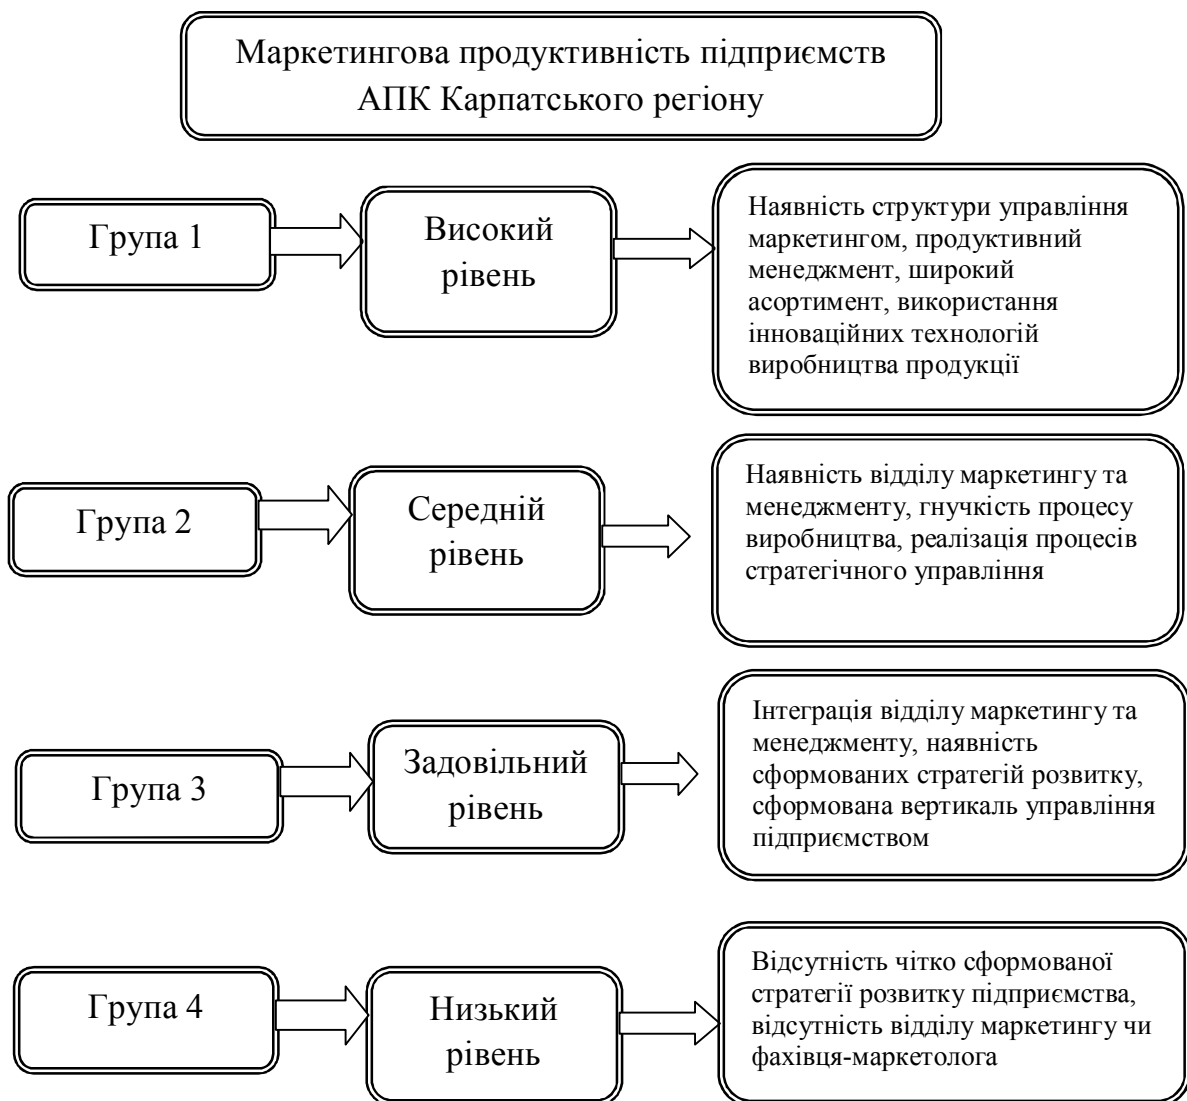 Маркетингова продуктивність підприємств
АПК Карпатського регіону
Група 1
Високий
рівень
Наявність структури управління
маркетингом, продуктивний
менеджмент, широкий
асортимент, використання
інноваційних технологій
виробництва продукції
Група 2
Середній
рівень
Наявність відділу маркетингу та
менеджменту, гнучкість процесу
виробництва, реалізація процесів
стратегічного управління
Група 3
Задовільний
рівень
Інтеграція відділу маркетингу та
менеджменту, наявність
сформованих стратегій розвитку,
сформована вертикаль управління
підприємством
Група 4
Низький
рівень
Відсутність чітко сформованої
стратегії розвитку підприємства,
відсутність відділу маркетингу чи
фахівця-маркетолога